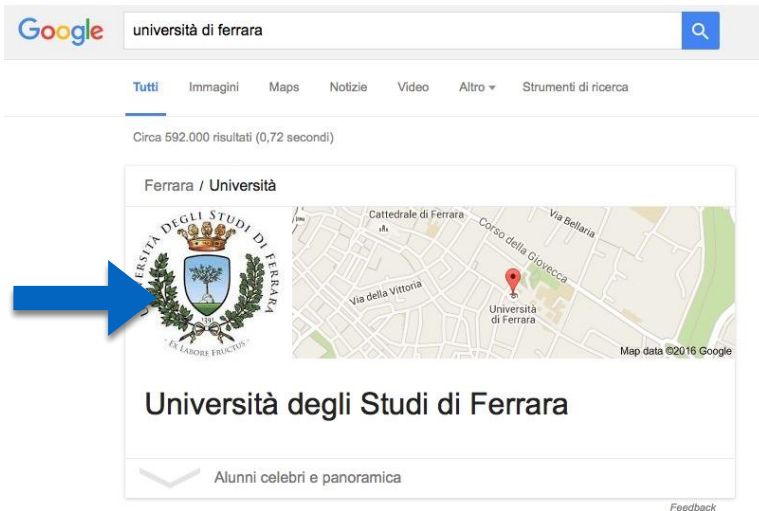 Google
università di ferrara
Tutti Immagini Maps Notizie Video Altro Strumenti di ricerca
Circa 592.000 risultati (0,72 secondi)
Ferrara / Università
UNIVERSITÀ DEGLI STUDI DI FERRARA
1391
EX LABORE FRUCTUS
Cattedrale di Ferrara
Via Bellaria
Corso della Giovecca
Via della Vittoria
Università
di Ferrara
Map data ©2016 Google
Università degli Studi di Ferrara
Alunni celebri e panoramica
Feedback